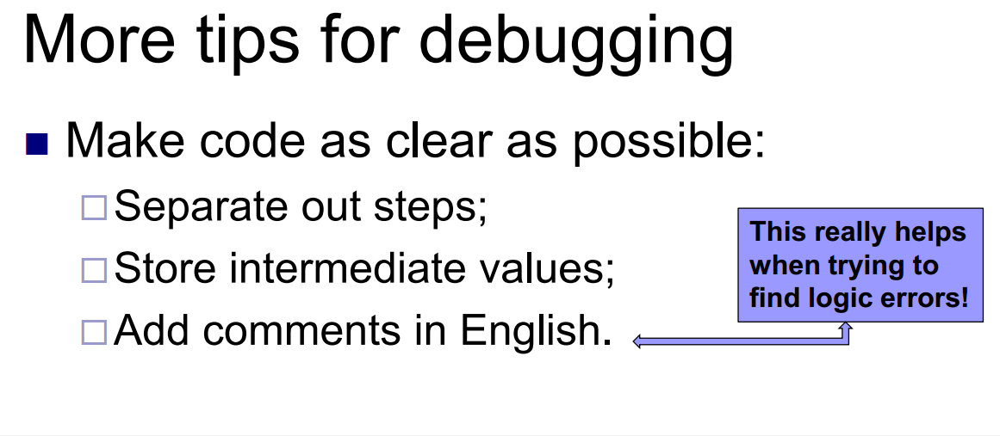 More tips for debugging
Make code as clear as possible:
Separate out steps;
Store intermediate values;
Add comments in English.
This really helps
when trying to
find logic errors!